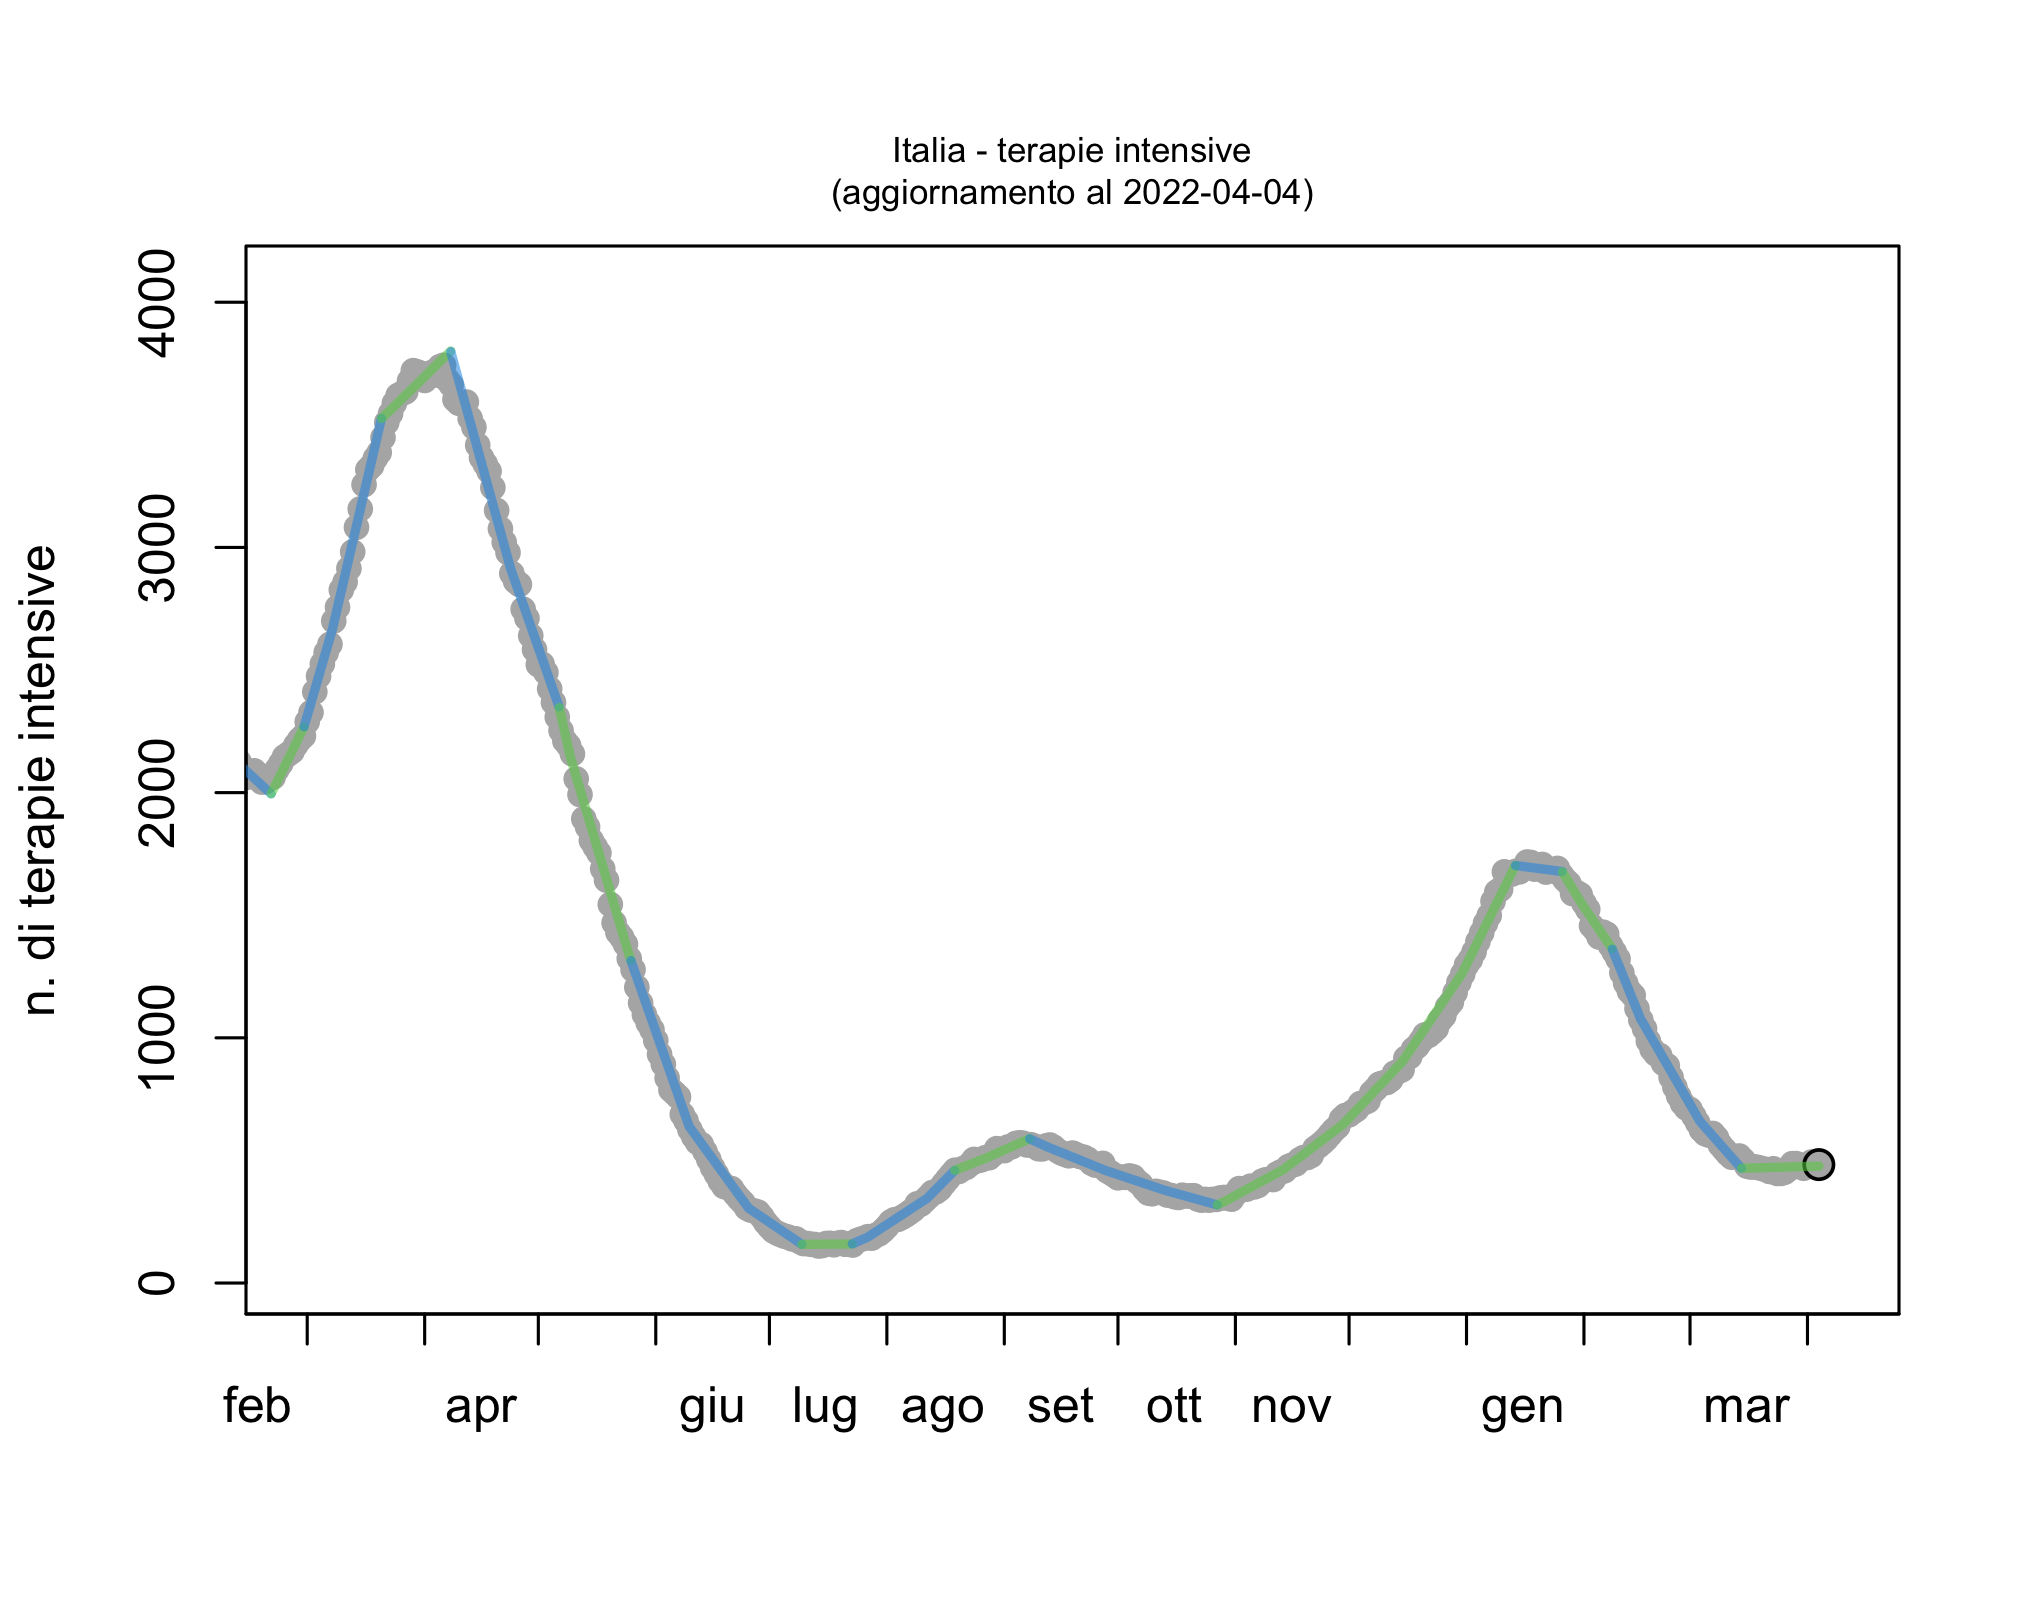 Italia - terapie intensive
(aggiornamento al 2022-04-04)
n. di terapie intensive
4000
3000
2000
1000
0
feb apr giu lug ago set ott nov gen mar